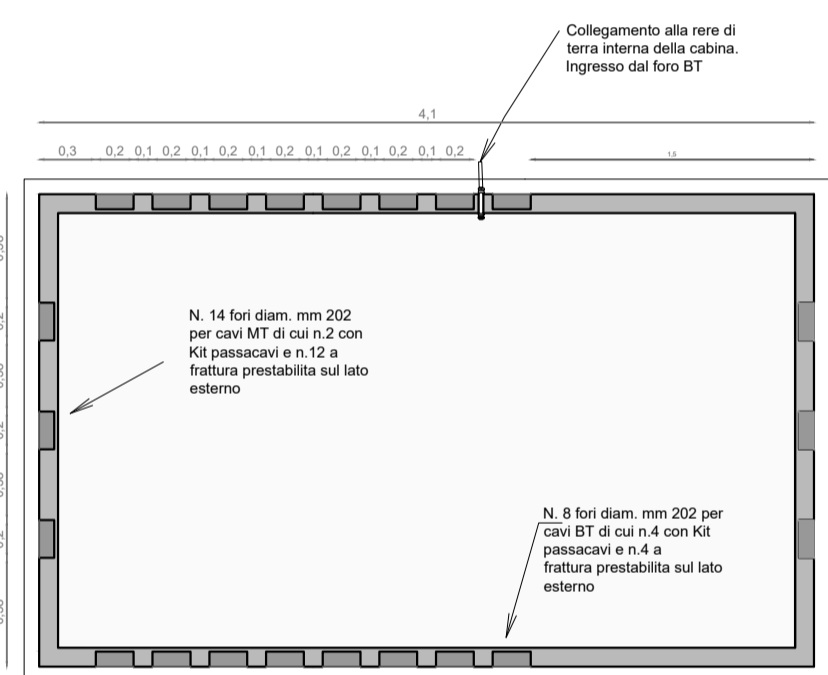 Collegamento alla rere di
terra interna della cabina.
Ingresso dal foro BT
4,1
0,3 0,2 0,1 0,2 0,1 0,2 0,1 0,2 0,1 0,2 0,1 0,2 0,1 0,2
1,5
N. 14 fori diam. mm 202
per cavi MT di cui n.2 con
Kit passacavi e n.12 a
frattura prestabilita sul lato
esterno
N. 8 fori diam. mm 202 per
cavi BT di cui n.4 con Kit
passacavi e n.4 a
frattura prestabilita sul lato
esterno